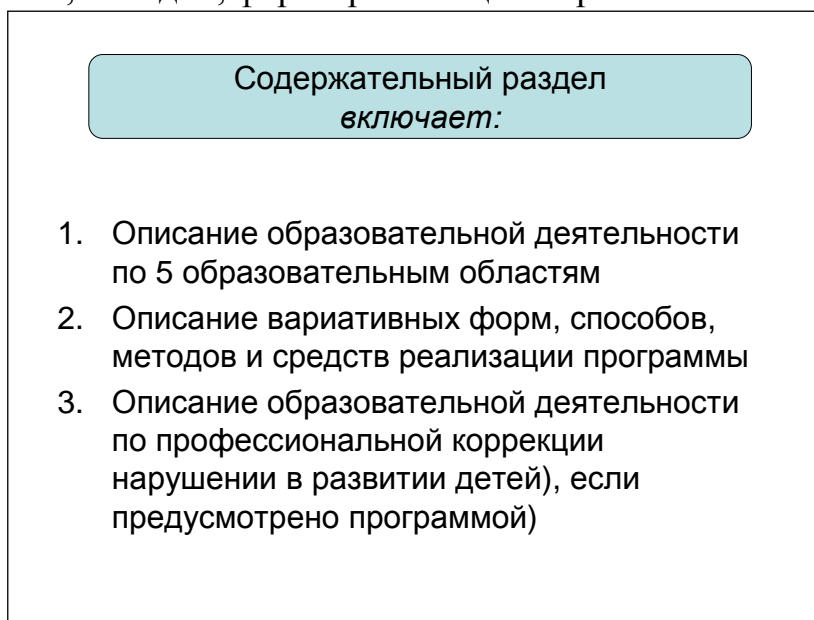 Содержательный раздел
включает:
1. Описание образовательной деятельности
по 5 образовательным областям
2. Описание вариативных форм, способов,
методов и средств реализации программы
3. Описание образовательной деятельности
по профессиональной коррекции
нарушении в развитии детей), если
предусмотрено программой)